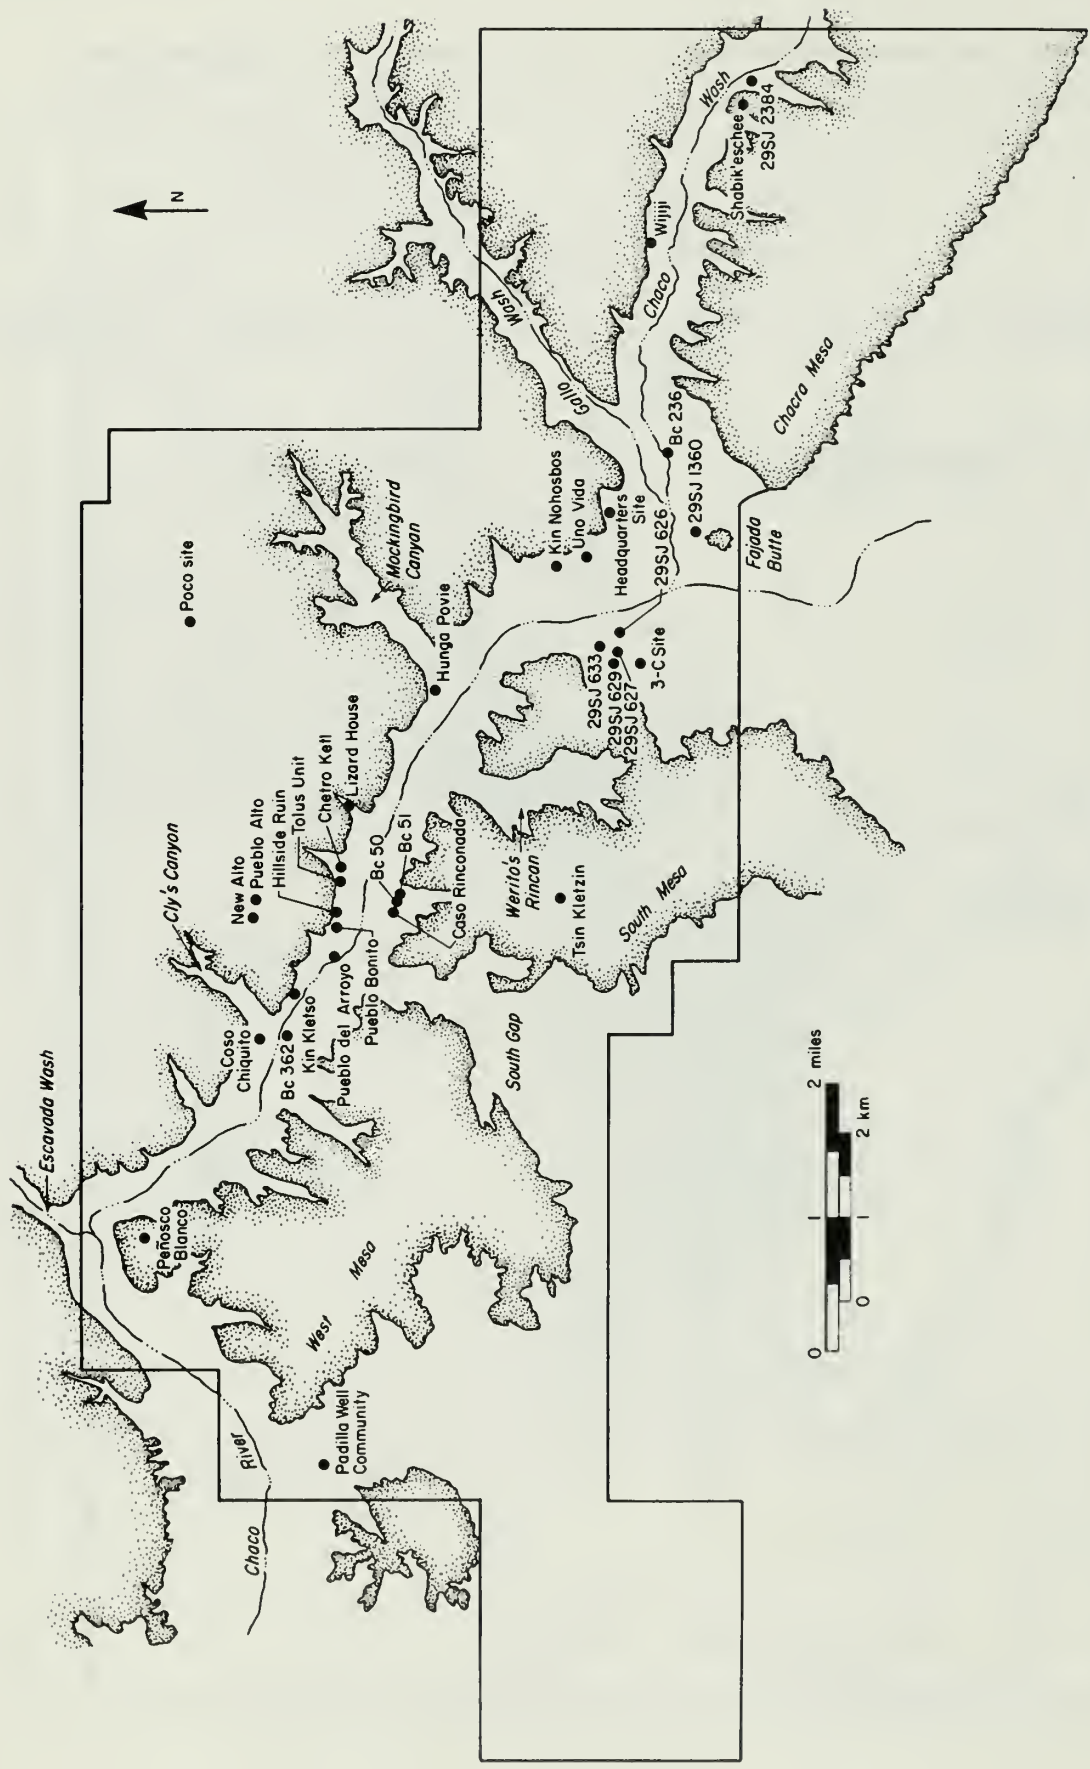 Escavada Wash
N
Cly's Canyon
New Alto
Pueblo Alto
Hillside Ruin
Tolus Unit
Chetro Ketl
Lizard House
Poco site
Mockingbird
Canyon
Wash
Gallo
Peñosco
Blanco
Coso
Chiquito
Bc 362
Kin Kletso
Pueblo del Arroyo
Pueblo Bonito
Bc 50
Bc 51
Caso Rinconada
Hunga Povie
Kin Nohosbos
Uno Vida
Headquarters
Site
29SJ 626
Bc 236
29SJ 1360
Fajada
Butte
Wijiji
Chaco
Wash
Shabik'eschee
29SJ 2384
Chacra Mesa
29SJ 633
29SJ 629
29SJ 627
3-C Site
Werito's
Rincan
Tsin Kletzin
South Mesa
South Gap
West
Mesa
Padilla Well
Community
Chaco
River
0
1
2 miles
0
1
2 km